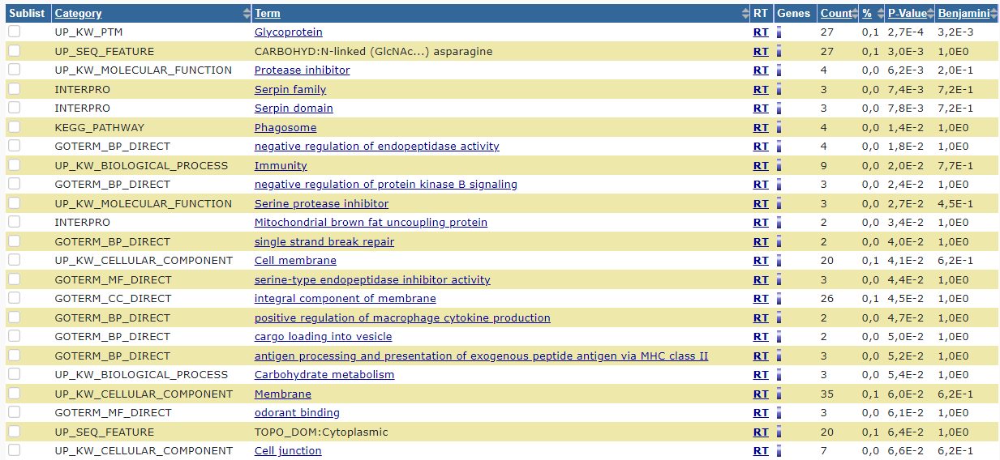 Sublist Category Term RT Genes Count % P-Value Benjamini
UP_KW_PTM Glycoprotein RT 27 0,1 2,7E-4 3,2E-3
UP_SEQ_FEATURE CARBOHYD:N-linked (GlcNAc...) asparagine RT 27 0,1 3,0E-3 1,0E0
UP_KW_MOLECULAR_FUNCTION Protease inhibitor RT 4 0,0 6,2E-3 2,0E-1
INTERPRO Serpin family RT 3 0,0 7,4E-3 7,2E-1
INTERPRO Serpin domain RT 3 0,0 7,8E-3 7,2E-1
KEGG_PATHWAY Phagosome RT 4 0,0 1,4E-2 1,0E0
GOTERM_BP_DIRECT negative regulation of endopeptidase activity RT 4 0,0 1,8E-2 1,0E0
UP_KW_BIOLOGICAL_PROCESS Immunity RT 9 0,0 2,0E-2 7,7E-1
GOTERM_BP_DIRECT negative regulation of protein kinase B signaling RT 3 0,0 2,4E-2 1,0E0
UP_KW_MOLECULAR_FUNCTION Serine protease inhibitor RT 3 0,0 2,7E-2 4,5E-1
INTERPRO Mitochondrial brown fat uncoupling protein RT 2 0,0 3,4E-2 1,0E0
GOTERM_BP_DIRECT single strand break repair RT 2 0,0 4,0E-2 1,0E0
UP_KW_CELLULAR_COMPONENT Cell membrane RT 20 0,1 4,1E-2 6,2E-1
GOTERM_MF_DIRECT serine-type endopeptidase inhibitor activity RT 3 0,0 4,4E-2 1,0E0
GOTERM_CC_DIRECT integral component of membrane RT 26 0,1 4,5E-2 1,0E0
GOTERM_BP_DIRECT positive regulation of macrophage cytokine production RT 2 0,0 4,7E-2 1,0E0
GOTERM_BP_DIRECT cargo loading into vesicle RT 2 0,0 5,0E-2 1,0E0
GOTERM_BP_DIRECT antigen processing and presentation of exogenous peptide antigen via MHC class II RT 3 0,0 5,2E-2 1,0E0
UP_KW_BIOLOGICAL_PROCESS Carbohydrate metabolism RT 3 0,0 5,4E-2 1,0E0
UP_KW_CELLULAR_COMPONENT Membrane RT 35 0,1 6,0E-2 6,2E-1
GOTERM_MF_DIRECT odorant binding RT 3 0,0 6,1E-2 1,0E0
UP_SEQ_FEATURE TOPO_DOM:Cytoplasmic RT 20 0,1 6,4E-2 1,0E0
UP_KW_CELLULAR_COMPONENT Cell junction RT 7 0,0 6,6E-2 6,2E-1